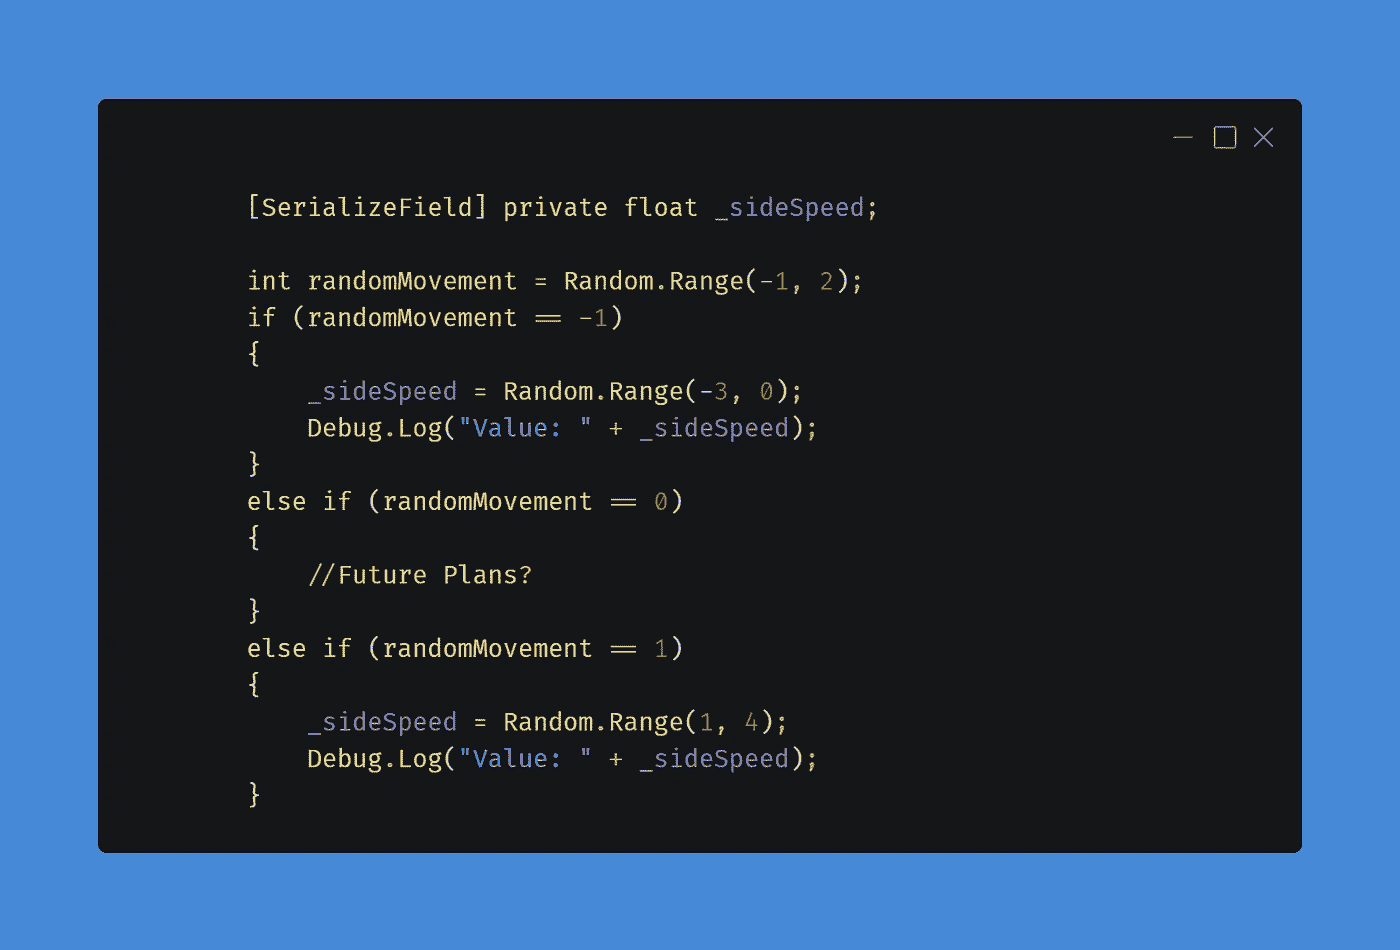 [SerializeField] private float _sideSpeed;
int randomMovement = Random.Range(-1, 2);
if (randomMovement == -1)
{
    _sideSpeed = Random.Range(-3, 0);
    Debug.Log("Value: " + _sideSpeed);
}
else if (randomMovement == 0)
{
    //Future Plans?
}
else if (randomMovement == 1)
{
    _sideSpeed = Random.Range(1, 4);
    Debug.Log("Value: " + _sideSpeed);
}